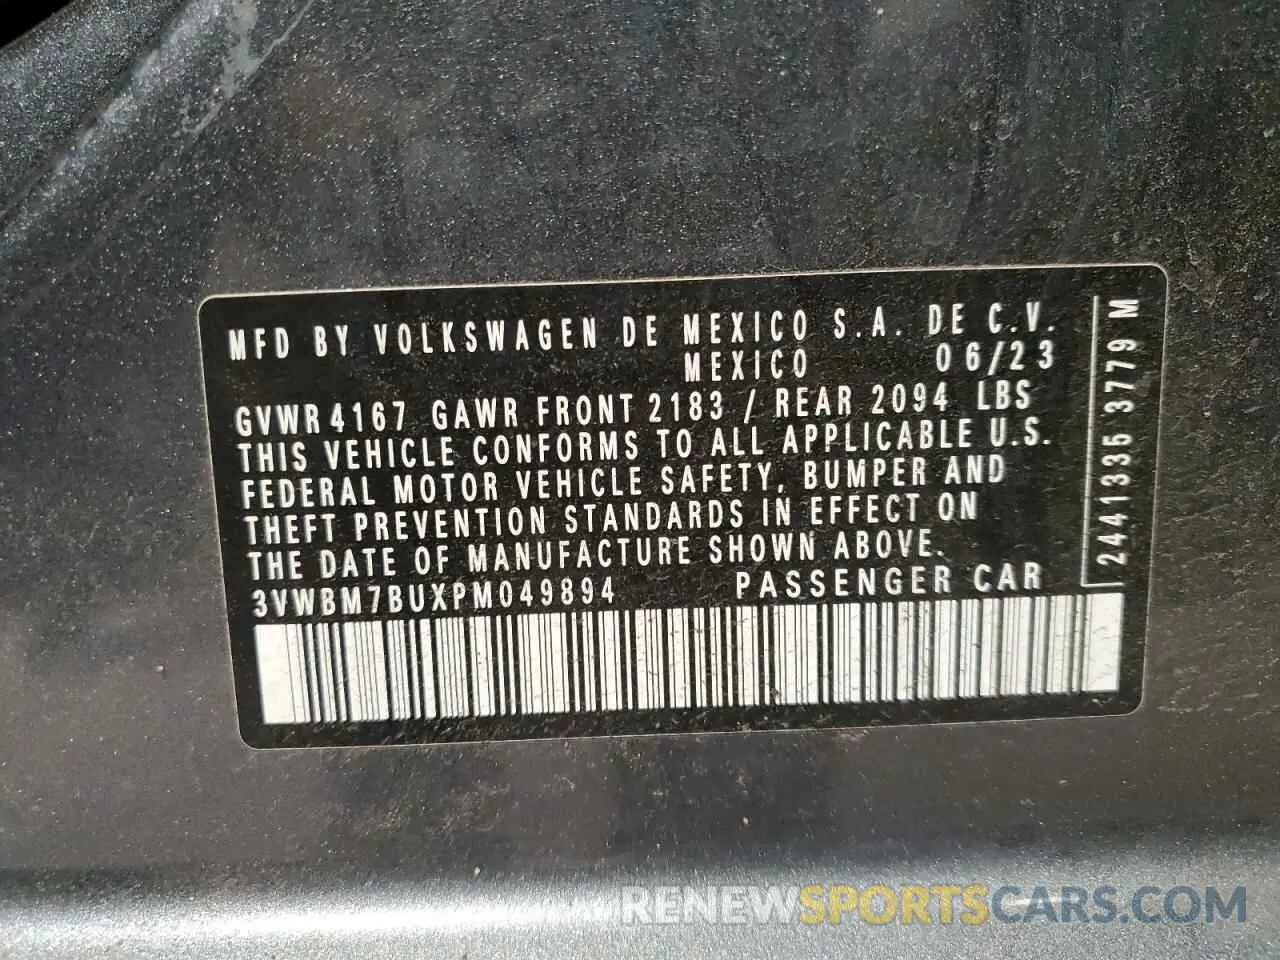 MFD BY VOLKSWAGEN DE MEXICO S.A. DE C.V.
MEXICO 06/23
GVWR 4167 GAWR FRONT 2183 / REAR 2094 LBS
THIS VEHICLE CONFORMS TO ALL APPLICABLE U.S.
FEDERAL MOTOR VEHICLE SAFETY, BUMPER AND
THEFT PREVENTION STANDARDS IN EFFECT ON
THE DATE OF MANUFACTURE SHOWN ABOVE.
3VWBM7BUXPM049894 PASSENGER CAR
2441335 3779 M
RENEWSPORTSCARS.COM